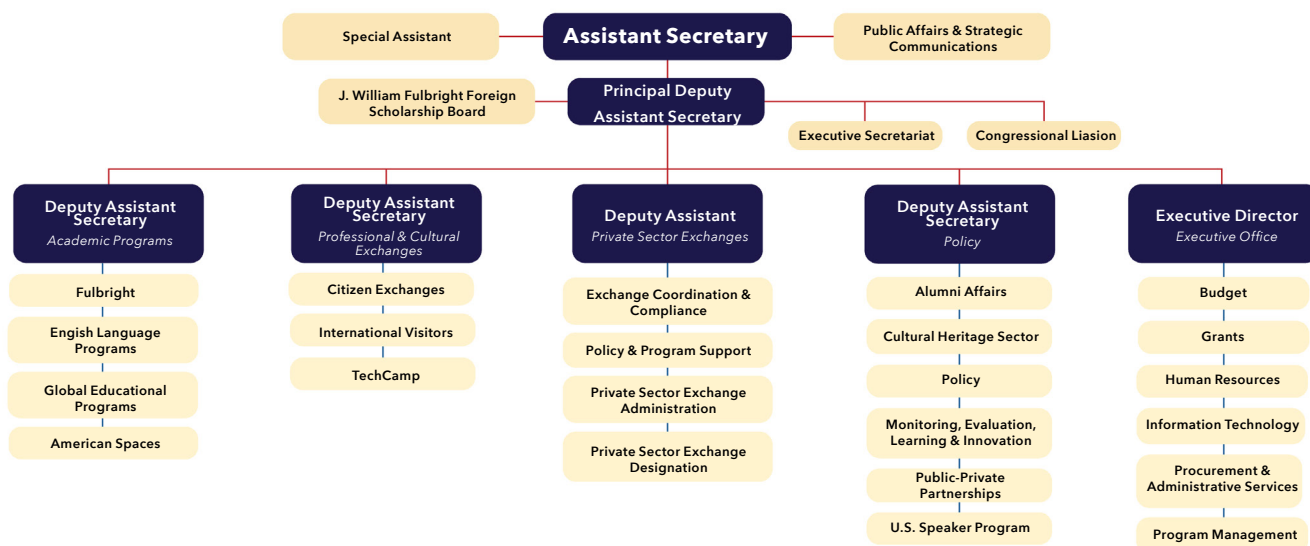 Special Assistant
Assistant Secretary
Public Affairs & Strategic
Communications
J. William Fulbright Foreign
Scholarship Board
Principal Deputy
Assistant Secretary
Executive Secretariat
Congressional Liasion
Deputy Assistant
Secretary
Academic Programs
Fulbright
Engish Language
Programs
Global Educational
Programs
American Spaces
Deputy Assistant
Secretary
Professional & Cultural
Exchanges
Citizen Exchanges
International Visitors
TechCamp
Deputy Assistant
Private Sector Exchanges
Exchange Coordination &
Compliance
Policy & Program Support
Private Sector Exchange
Administration
Private Sector Exchange
Designation
Deputy Assistant
Secretary
Policy
Alumni Affairs
Cultural Heritage Sector
Policy
Monitoring, Evaluation,
Learning & Innovation
Public-Private
Partnerships
U.S. Speaker Program
Executive Director
Executive Office
Budget
Grants
Human Resources
Information Technology
Procurement &
Administrative Services
Program Management